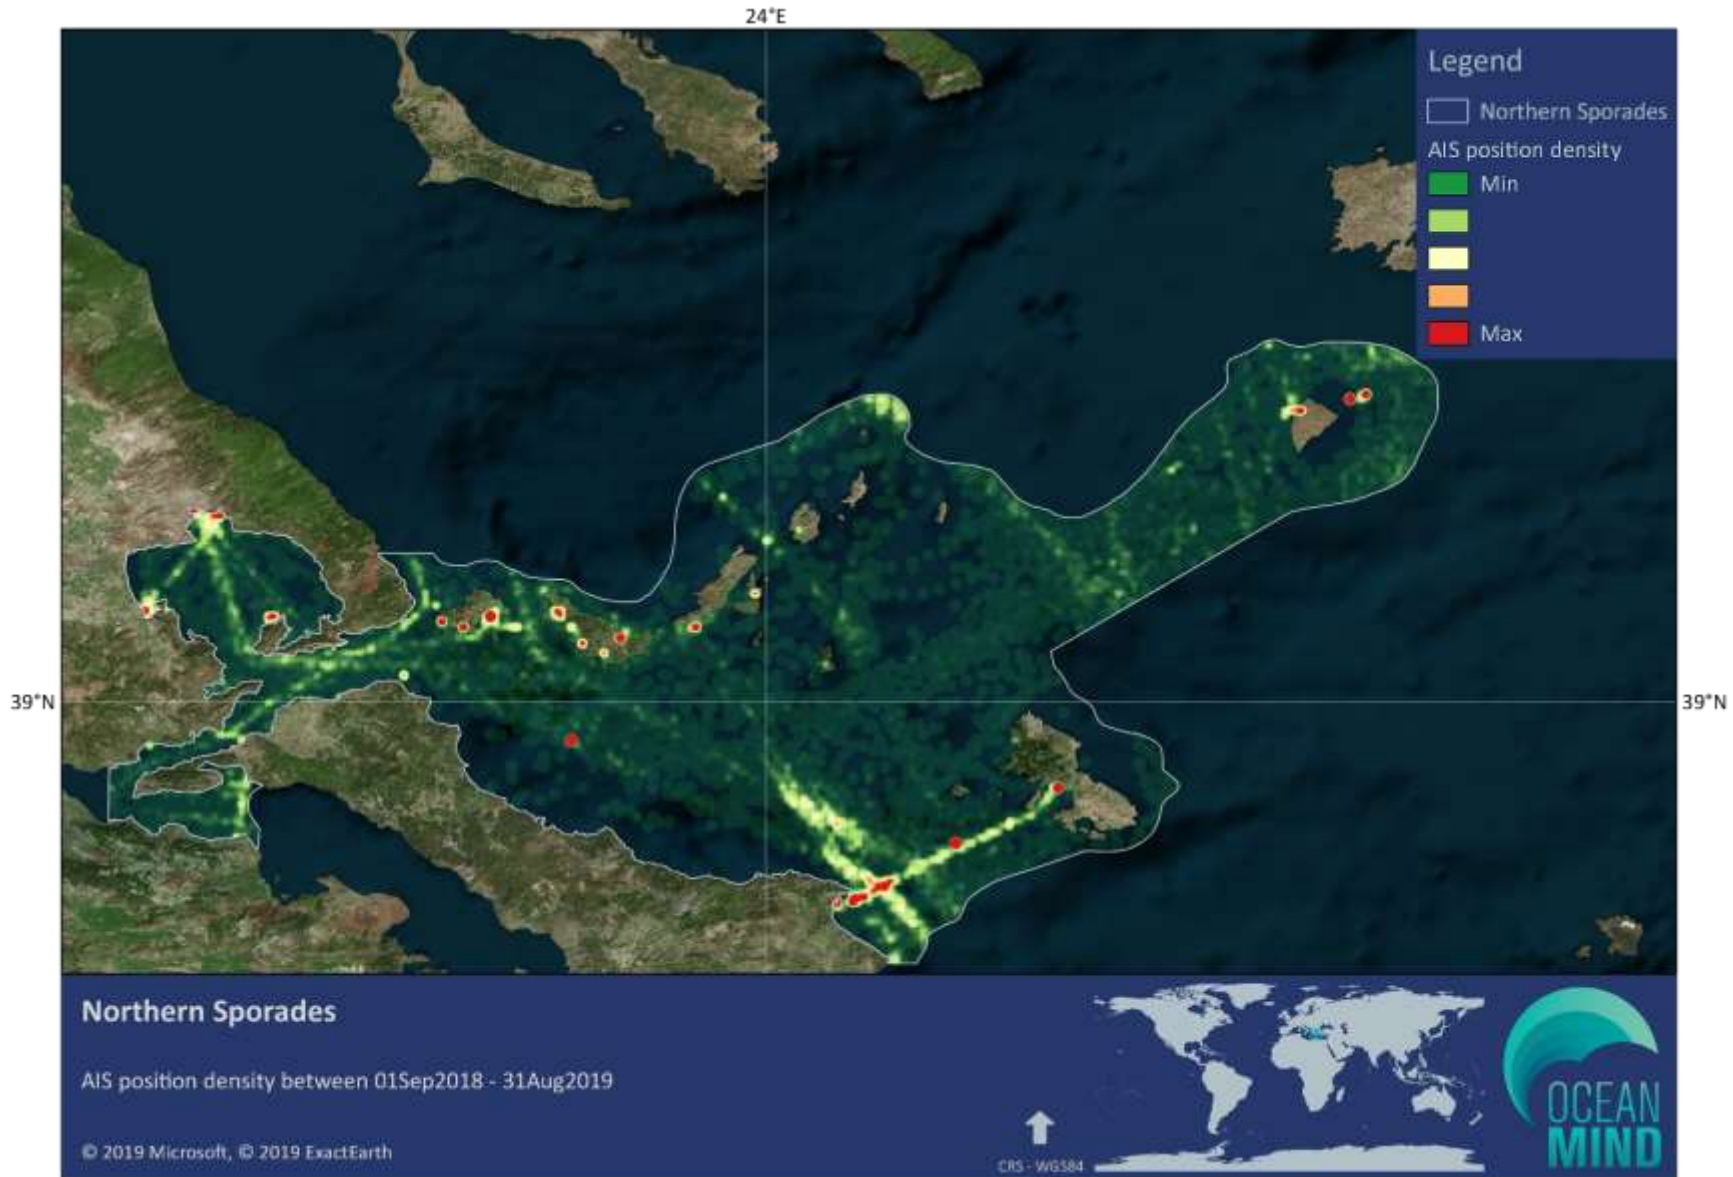 24°E
Legend
Northern Sporades
AIS position density
Min
Max
39°N
39°N
Northern Sporades
AIS position density between 01Sep2018 - 31Aug2019
© 2019 Microsoft, © 2019 ExactEarth
CRS - WGS84
OCEAN
MIND